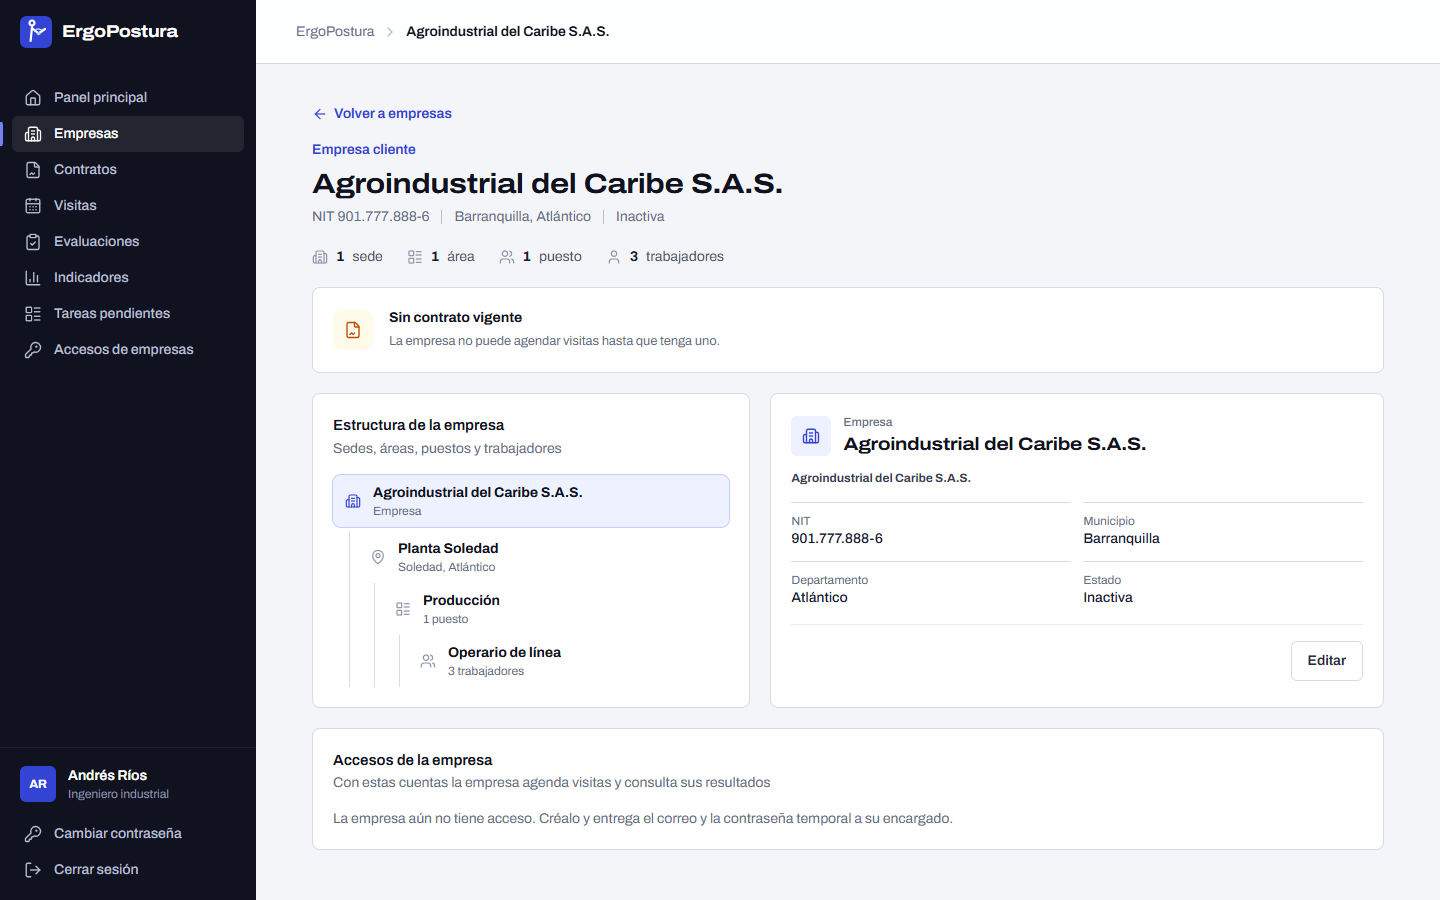 ErgoPostura
Panel principal
Empresas
Contratos
Visitas
Evaluaciones
Indicadores
Tareas pendientes
Accesos de empresas
AR
Andrés Ríos
Ingeniero industrial
Cambiar contraseña
Cerrar sesión
ErgoPostura > Agroindustrial del Caribe S.A.S.
Volver a empresas
Empresa cliente
Agroindustrial del Caribe S.A.S.
NIT 901.777.888-6 | Barranquilla, Atlántico | Inactiva
1 sede 1 área 1 puesto 3 trabajadores
Sin contrato vigente
La empresa no puede agendar visitas hasta que tenga uno.
Estructura de la empresa
Sedes, áreas, puestos y trabajadores
Agroindustrial del Caribe S.A.S.
Empresa
Planta Soledad
Soledad, Atlántico
Producción
1 puesto
Operario de línea
3 trabajadores
Empresa
Agroindustrial del Caribe S.A.S.
Agroindustrial del Caribe S.A.S.
NIT
901.777.888-6
Municipio
Barranquilla
Departamento
Atlántico
Estado
Inactiva
Editar
Accesos de la empresa
Con estas cuentas la empresa agenda visitas y consulta sus resultados
La empresa aún no tiene acceso. Créalo y entrega el correo y la contraseña temporal a su encargado.